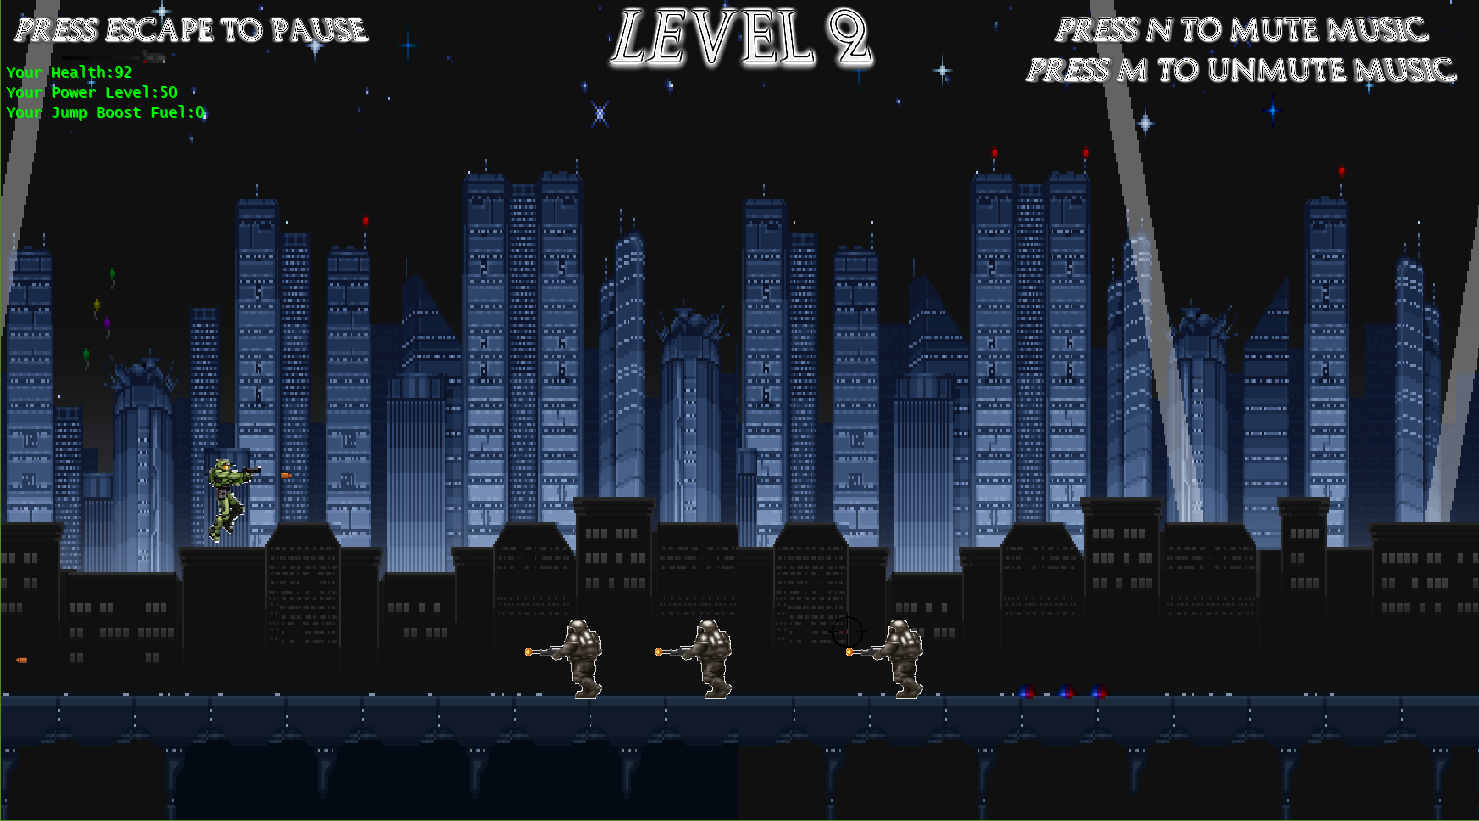 PRESS ESCAPE TO PAUSE
LEVEL 2
PRESS N TO MUTE MUSIC
PRESS M TO UNMUTE MUSIC
Your Health:92
Your Power Level:50
Your Jump Boost Fuel:0